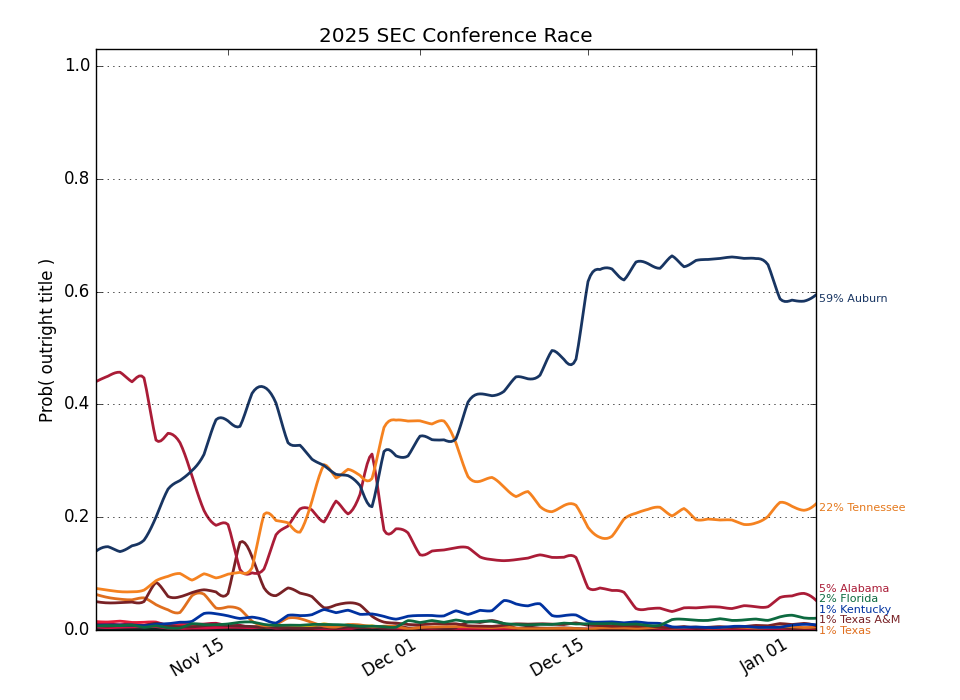 2025 SEC Conference Race
Prob( outright title )
1.0
0.8
0.6
0.4
0.2
0.0
Nov 15
Dec 01
Dec 15
Jan 01
59% Auburn
22% Tennessee
5% Alabama
2% Florida
1% Kentucky
1% Texas A&M
1% Texas